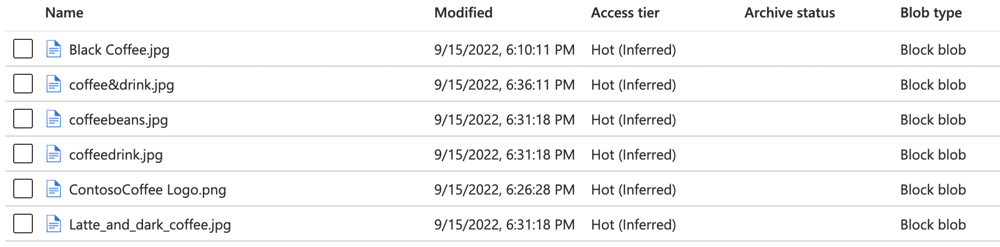 Name Modified Access tier Archive status Blob type
Black Coffee.jpg 9/15/2022, 6:10:11 PM Hot (Inferred) Block blob
coffee&drink.jpg 9/15/2022, 6:36:11 PM Hot (Inferred) Block blob
coffeebeans.jpg 9/15/2022, 6:31:18 PM Hot (Inferred) Block blob
coffeedrink.jpg 9/15/2022, 6:31:18 PM Hot (Inferred) Block blob
ContosoCoffee Logo.png 9/15/2022, 6:26:28 PM Hot (Inferred) Block blob
Latte_and_dark_coffee.jpg 9/15/2022, 6:31:18 PM Hot (Inferred) Block blob